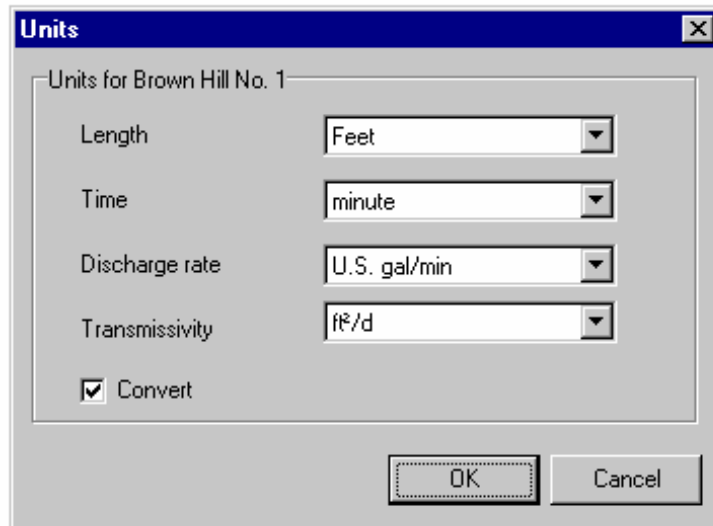 Units
Units for Brown Hill No. 1
Length Feet
Time minute
Discharge rate U.S. gal/min
Transmissivity ft²/d
Convert
OK Cancel